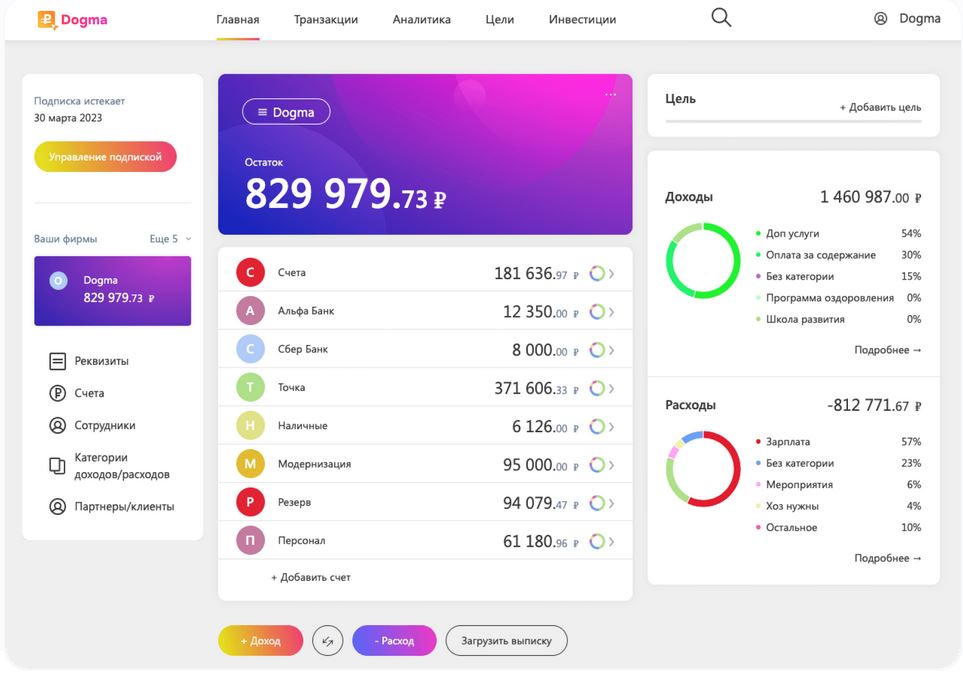 Dogma
Главная Транзакции Аналитика Цели Инвестиции
Dogma
Подписка истекает
30 марта 2023
Управление подпиской
Ваши фирмы Еще 5
О Dogma
829 979.73 ₽
Реквизиты
Счета
Сотрудники
Категории
доходов/расходов
Партнеры/клиенты
Dogma
Остаток
829 979.73 ₽
С Счета 181 636.97 ₽
А Альфа Банк 12 350.00 ₽
С Сбер Банк 8 000.00 ₽
Т Точка 371 606.33 ₽
Н Наличные 6 126.00 ₽
М Модернизация 95 000.00 ₽
Р Резерв 94 079.47 ₽
П Персонал 61 180.96 ₽
+ Добавить счет
+ Доход
- Расход
Загрузить выписку
Цель
+ Добавить цель
Доходы 1 460 987.00 ₽
Доп услуги 54%
Оплата за содержание 30%
Без категории 15%
Программа оздоровления 0%
Школа развития 0%
Подробнее →
Расходы -812 771.67 ₽
Зарплата 57%
Без категории 23%
Мероприятия 6%
Хоз нужны 4%
Остальное 10%
Подробнее →